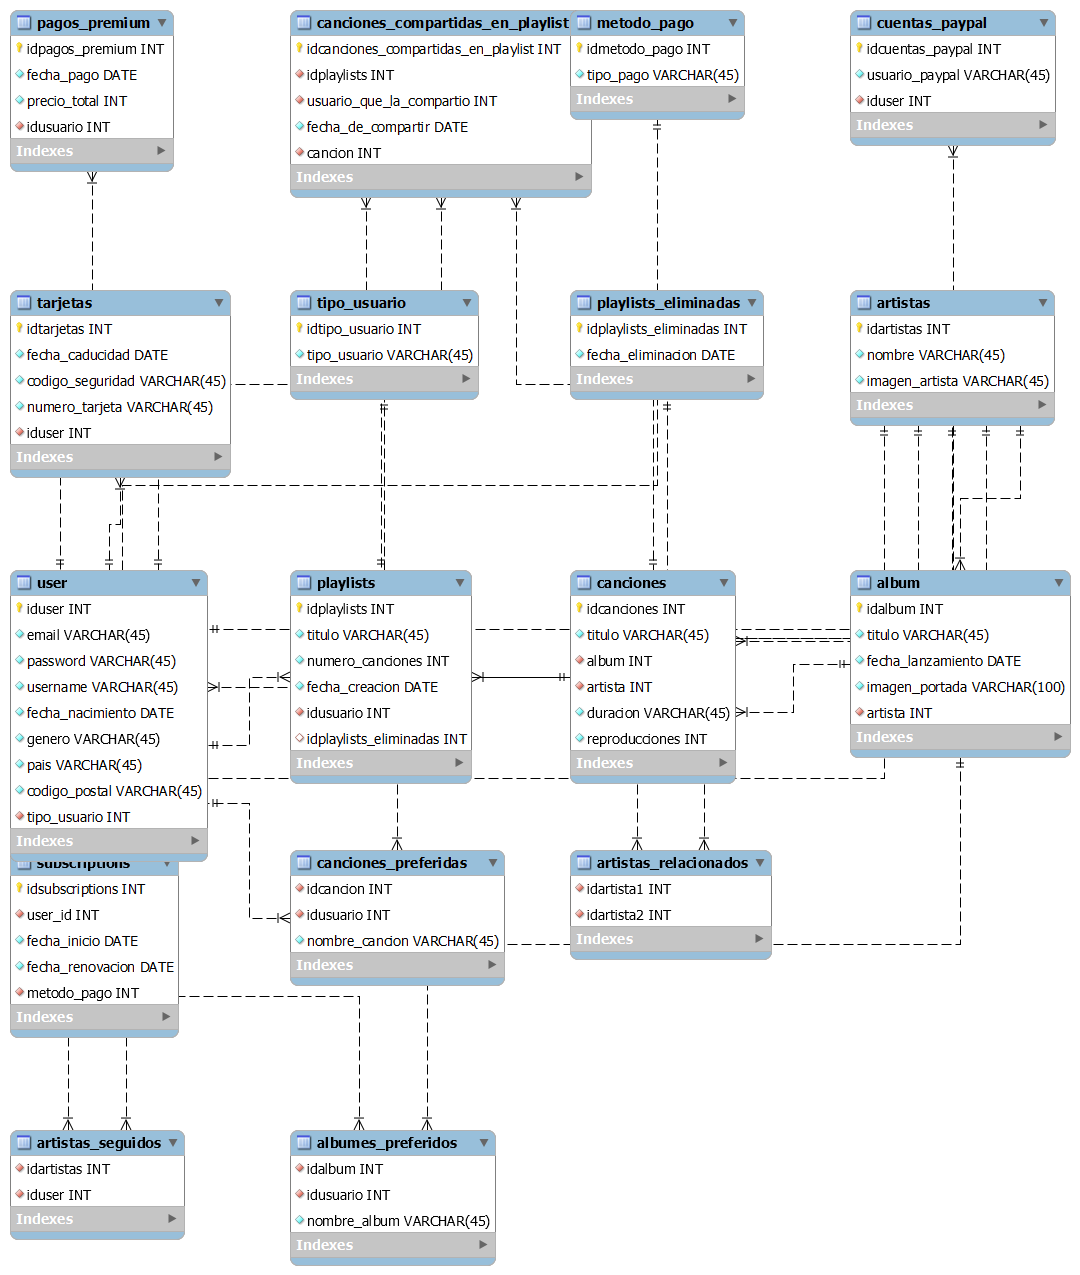 pagos_premium
idpagos_premium INT
fecha_pago DATE
precio_total INT
idusuario INT
Indexes
canciones_compartidas_en_playlist
idcanciones_compartidas_en_playlist INT
idplaylists INT
usuario_que_la_compartio INT
fecha_de_compartir DATE
cancion INT
Indexes
metodo_pago
idmetodo_pago INT
tipo_pago VARCHAR(45)
Indexes
cuentas_paypal
idcuentas_paypal INT
usuario_paypal VARCHAR(45)
iduser INT
Indexes
tarjetas
idtarjetas INT
fecha_caducidad DATE
codigo_seguridad VARCHAR(45)
numero_tarjeta VARCHAR(45)
iduser INT
Indexes
tipo_usuario
idtipo_usuario INT
tipo_usuario VARCHAR(45)
Indexes
playlists_eliminadas
idplaylists_eliminadas INT
fecha_eliminacion DATE
Indexes
artistas
idartistas INT
nombre VARCHAR(45)
imagen_artista VARCHAR(45)
Indexes
user
iduser INT
email VARCHAR(45)
password VARCHAR(45)
username VARCHAR(45)
fecha_nacimiento DATE
genero VARCHAR(45)
pais VARCHAR(45)
codigo_postal VARCHAR(45)
tipo_usuario INT
Indexes
playlists
idplaylists INT
titulo VARCHAR(45)
numero_canciones INT
fecha_creacion DATE
idusuario INT
idplaylists_eliminadas INT
Indexes
canciones
idcanciones INT
titulo VARCHAR(45)
album INT
artista INT
duracion VARCHAR(45)
reproducciones INT
Indexes
album
idalbum INT
titulo VARCHAR(45)
fecha_lanzamiento DATE
imagen_portada VARCHAR(100)
artista INT
Indexes
subscriptions
idsubscriptions INT
user_id INT
fecha_inicio DATE
fecha_renovacion DATE
metodo_pago INT
Indexes
canciones_preferidas
idcancion INT
idusuario INT
nombre_cancion VARCHAR(45)
Indexes
artistas_relacionados
idartista1 INT
idartista2 INT
Indexes
artistas_seguidos
idartistas INT
iduser INT
Indexes
albumes_preferidos
idalbum INT
idusuario INT
nombre_album VARCHAR(45)
Indexes